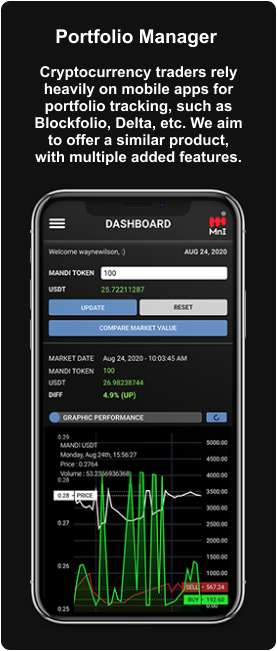 Portfolio Manager
Cryptocurrency traders rely
heavily on mobile apps for
portfolio tracking, such as
Blockfolio, Delta, etc. We aim
to offer a similar product,
with multiple added features.
DASHBOARD
MnI
Welcome waynewilson, :)
AUG 24, 2020
MANDI TOKEN 100
USDT 25.72211287
UPDATE
RESET
COMPARE MARKET VALUE
MARKET DATE Aug 24, 2020 - 10:03:45 AM
MANDI TOKEN 100
USDT 26.98238744
DIFF 4.9% (UP)
GRAPHIC PERFORMANCE
0.29
MANDI:USDT
Monday, Aug 24th, 15:56:27
Price : 0.2764
Volume : 53.2366936368
0.28
0.28 PRICE
0.27
0.26
0.25
5000.00
4500.00
4000.00
3500.00
3000.00
2500.00
2000.00
1500.00
1000.00
SELL 567.24
BUY 192.60
0.00